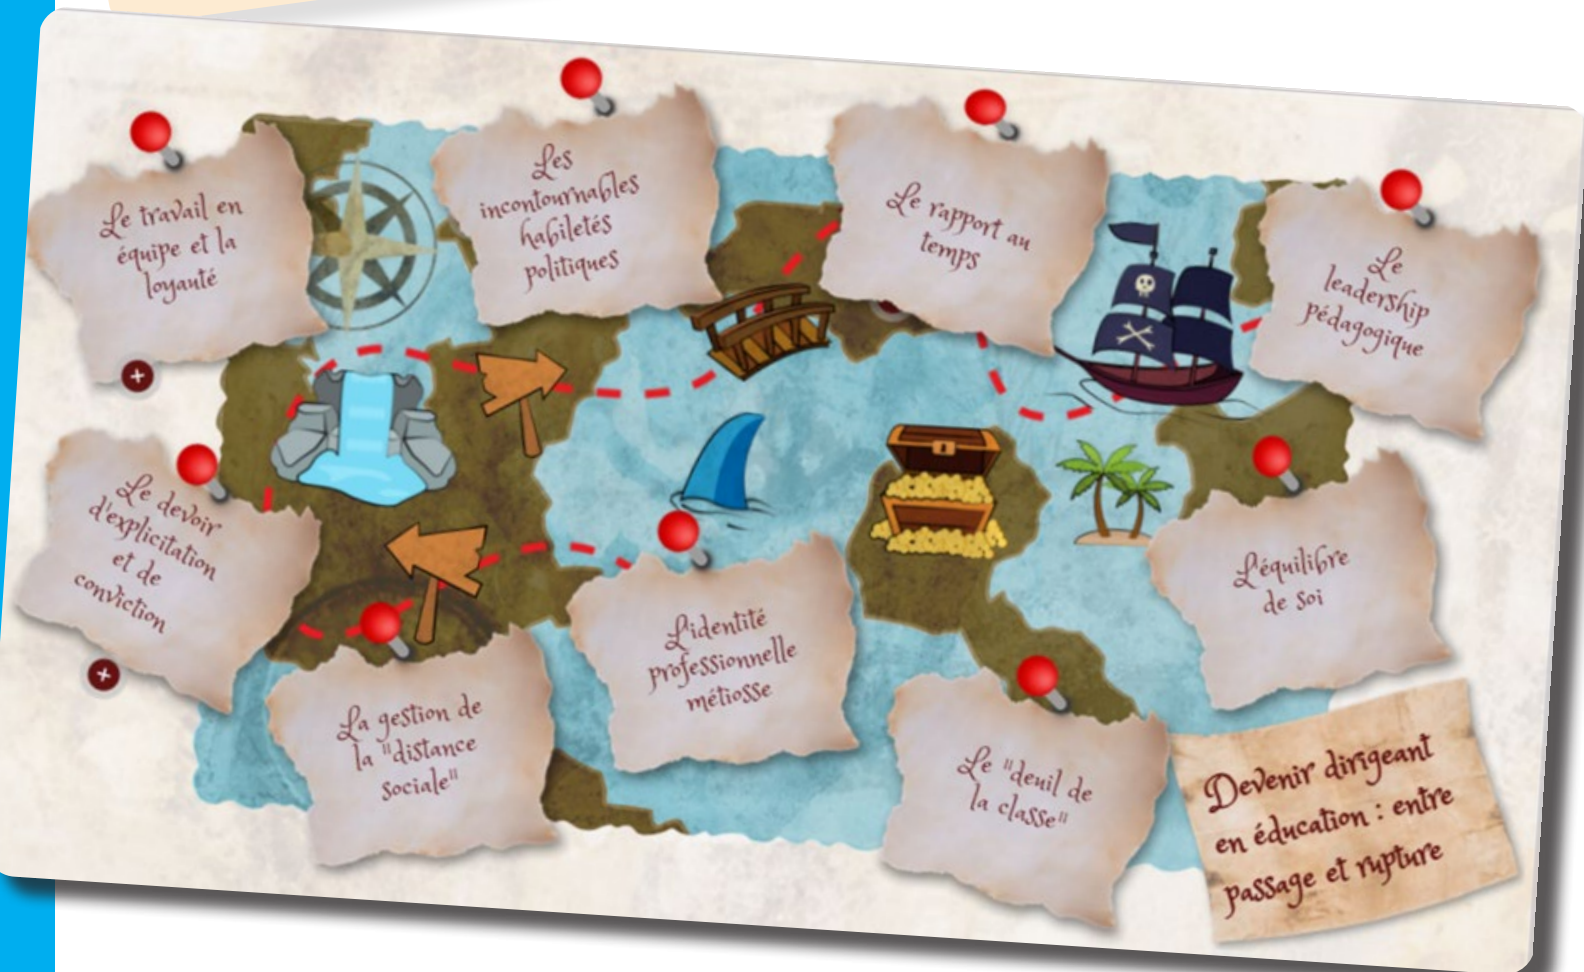 Le travail en
équipe et la
loyauté
Les
incontournables
habiletés
politiques
Le rapport au
temps
Le
leadership
pédagogique
Le devoir
d'explicitation
et de
conviction
La gestion de
la "distance
sociale"
L'identité
professionnelle
métisse
Le "deuil de
la classe"
L'équilibre
de soi
Devenir dirigeant
en éducation : entre
passage et rupture